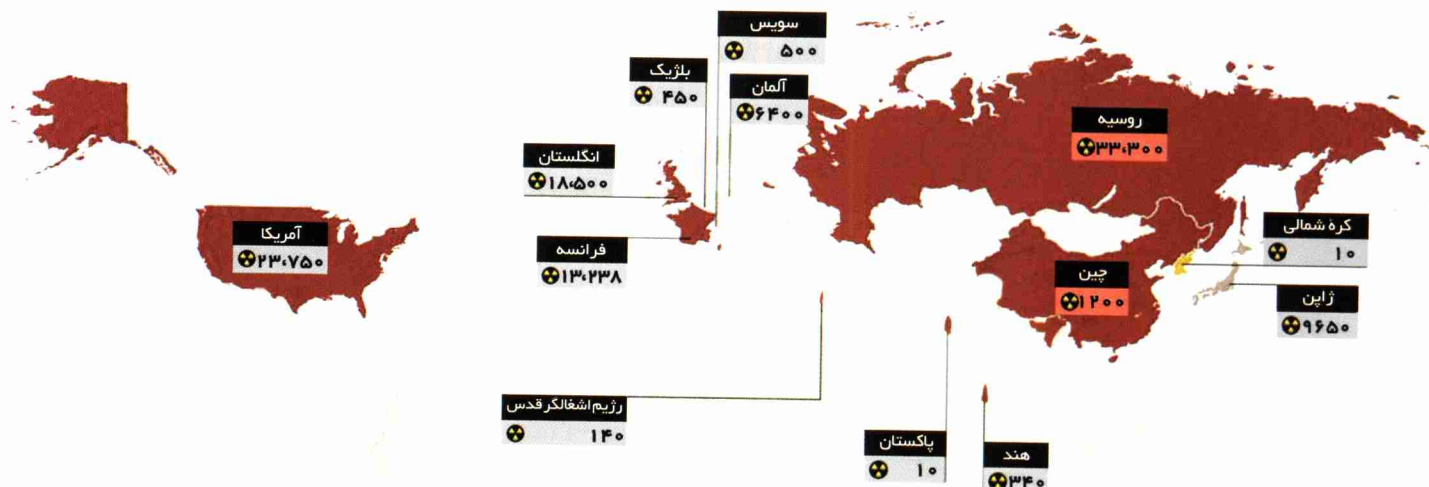 سویس
۵۰۰
بلژیک
۴۵۰
آلمان
۶۴۰۰
روسیه
۳۳،۳۰۰
انگلستان
۱۸،۵۰۰
آمریکا
۲۳،۷۵۰
فرانسه
۱۳،۲۳۸
کرهٔ شمالی
۱۰
چین
۱۲۰۰
ژاپن
۹۶۵۰
رژیم اشغالگر قدس
۱۴۰
پاکستان
۱۰
هند
۳۴۰